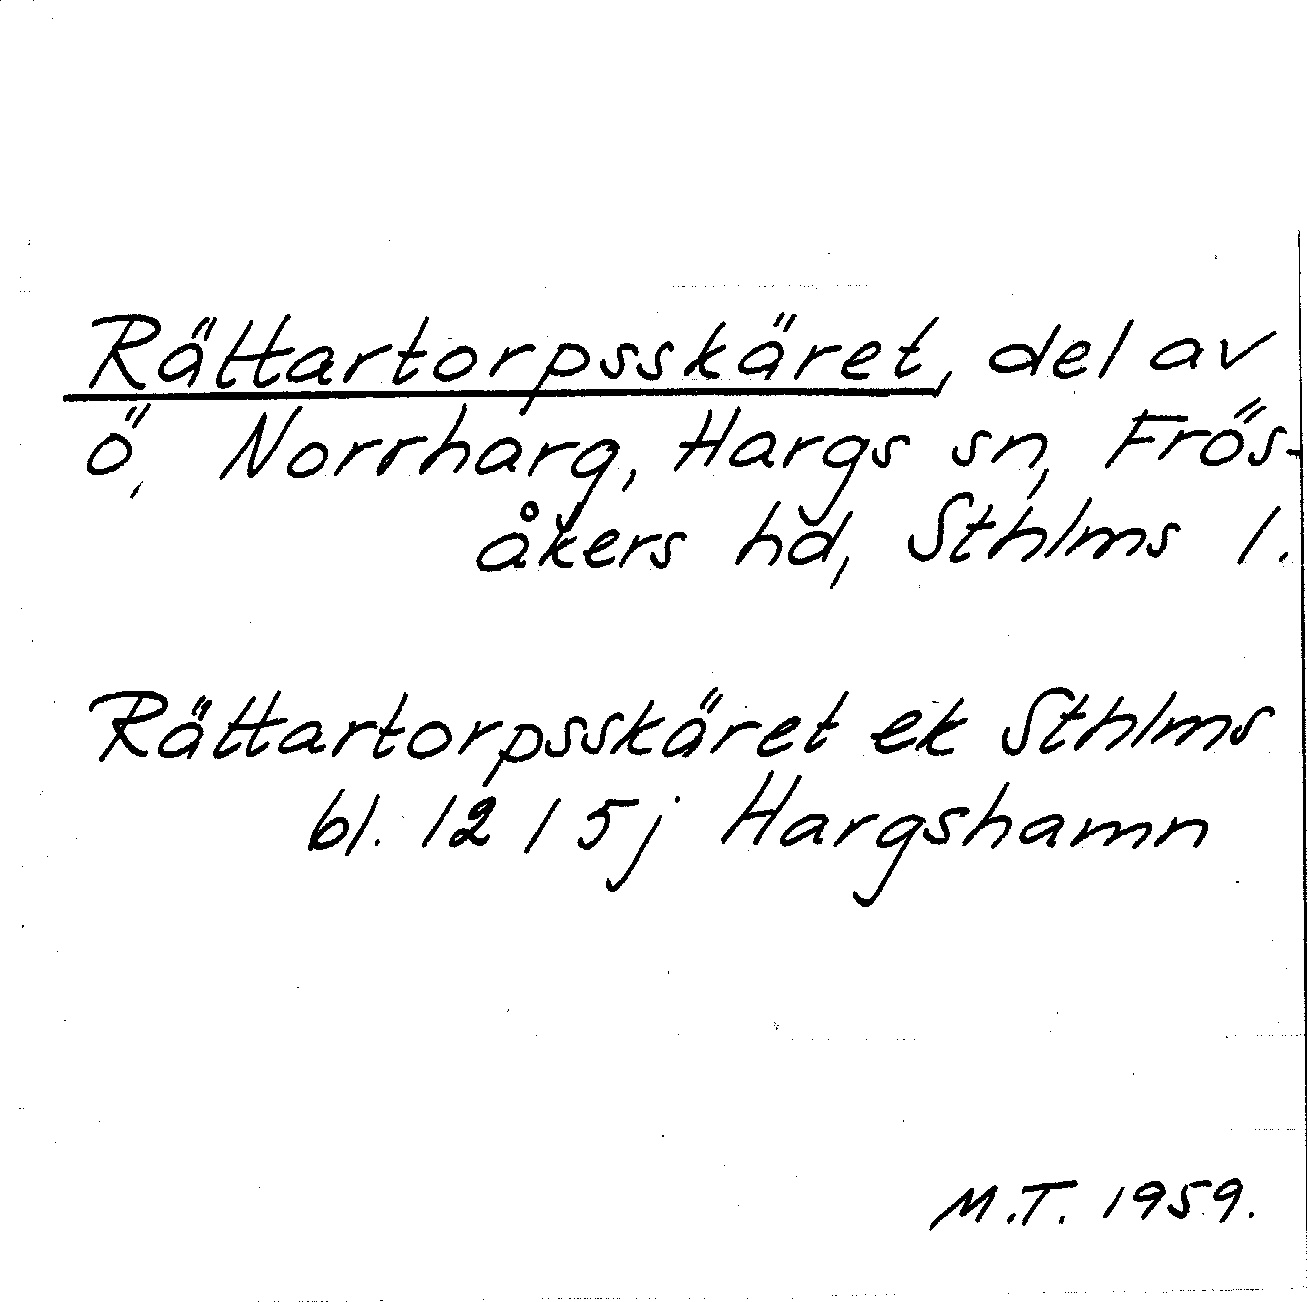 Rättartorpsskäret, del av
ö, Norrharg, Hargs sn, Frös-
åkers hd, Sthlms l.
Rättartorpsskäret ek Sthlms
bl. 12 I 5j Hargshamn
M.T. 1959.